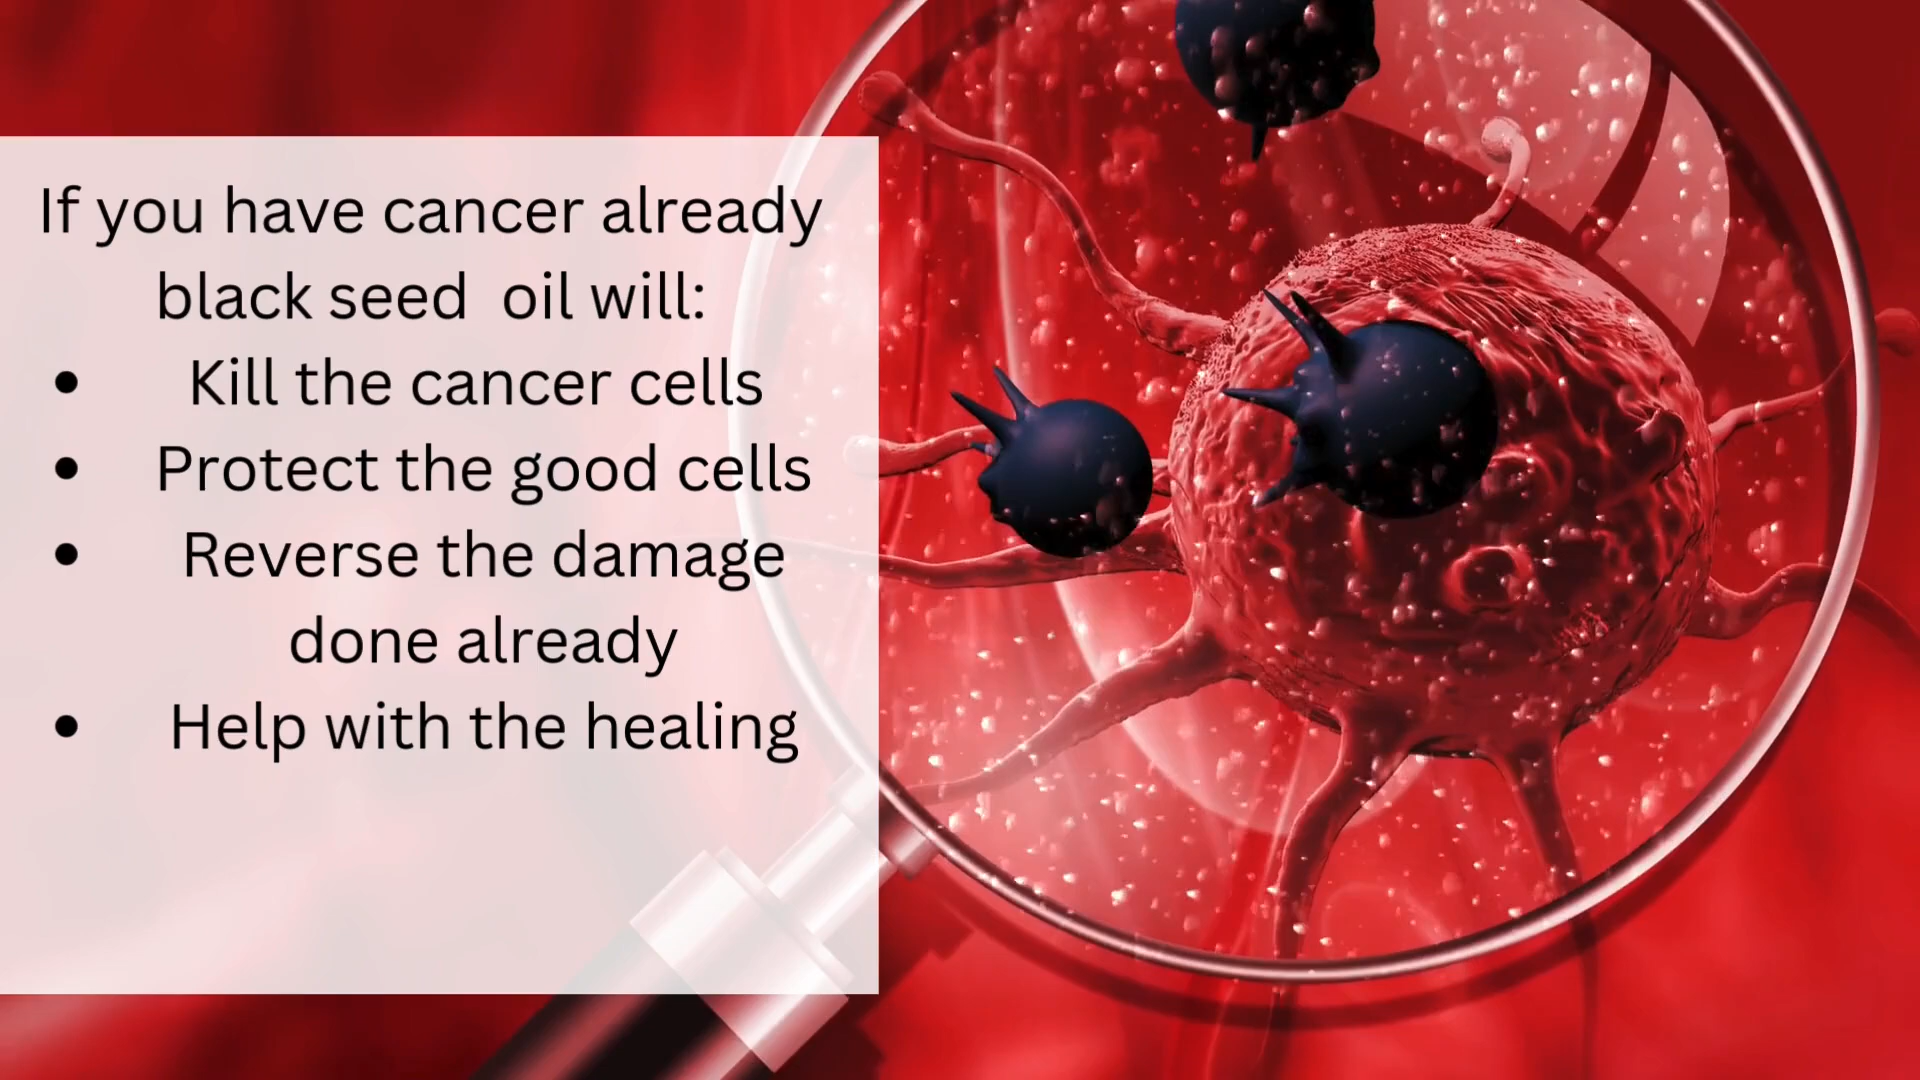 If you have cancer already
black seed  oil will:
• Kill the cancer cells
• Protect the good cells
• Reverse the damage
done already
• Help with the healing